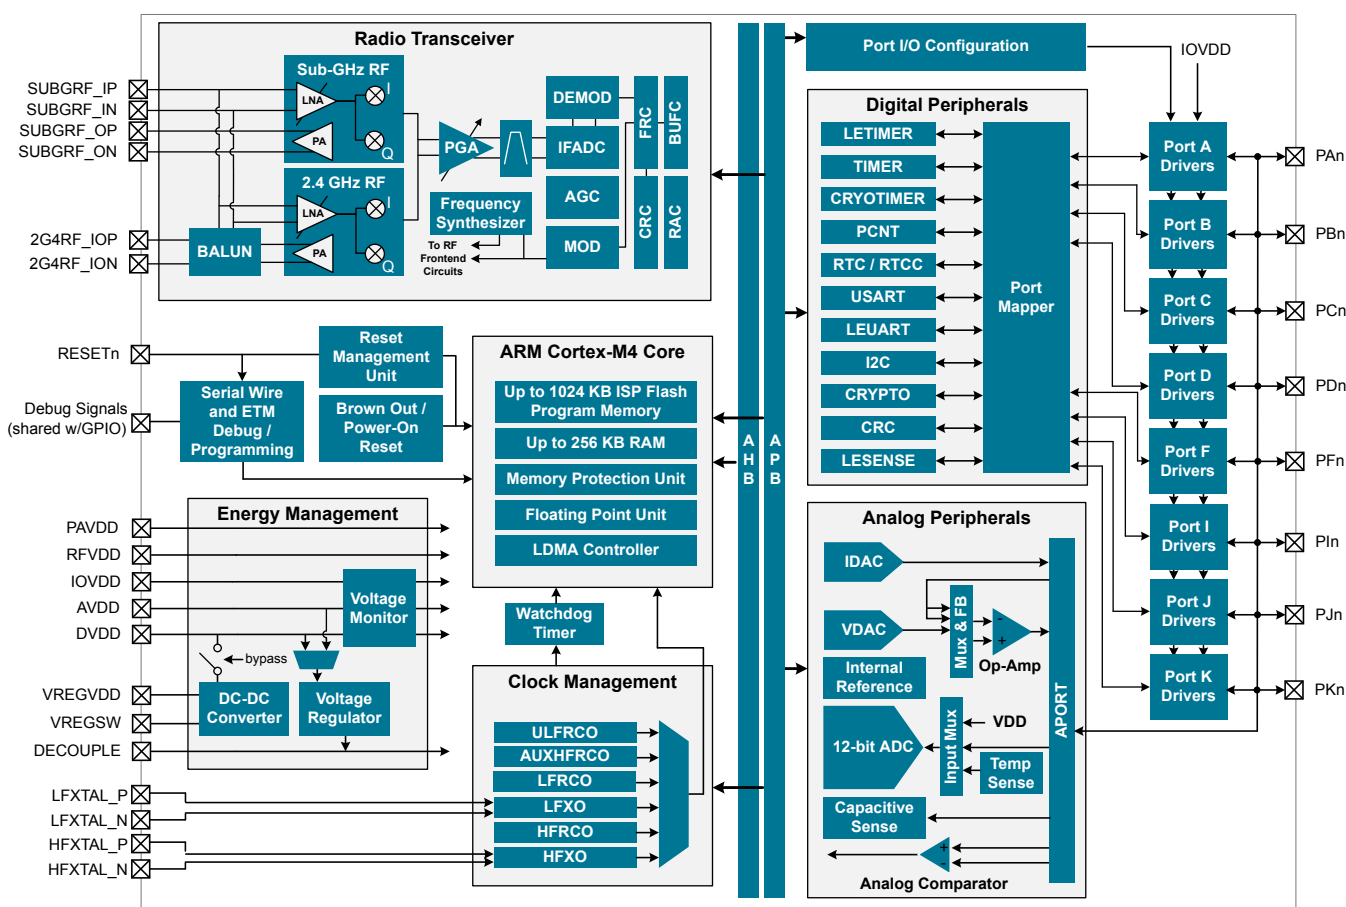 Radio Transceiver
SUBGRF_IP
SUBGRF_IN
SUBGRF_OP
SUBGRF_ON
2G4RF_IOP
2G4RF_ION
Sub-GHz RF
LNA
I
PA
Q
2.4 GHz RF
LNA
I
PA
Q
BALUN
PGA
Frequency
Synthesizer
To RF
Frontend
Circuits
DEMOD
IFADC
AGC
MOD
FRC
BUFC
CRC
RAC
RESETn
Debug Signals
(shared w/GPIO)
Reset
Management
Unit
Serial Wire
and ETM
Debug /
Programming
Brown Out /
Power-On
Reset
ARM Cortex-M4 Core
Up to 1024 KB ISP Flash
Program Memory
Up to 256 KB RAM
Memory Protection Unit
Floating Point Unit
LDMA Controller
Watchdog
Timer
Energy Management
PAVDD
RFVDD
IOVDD
AVDD
DVDD
VREGVDD
VREGSW
DECOUPLE
Voltage
Monitor
bypass
DC-DC
Converter
Voltage
Regulator
Clock Management
LFXTAL_P
LFXTAL_N
HFXTAL_P
HFXTAL_N
ULFRCO
AUXHFRCO
LFRCO
LFXO
HFRCO
HFXO
A
H
B
A
P
B
Port I/O Configuration
IOVDD
Digital Peripherals
LETIMER
TIMER
CRYOTIMER
PCNT
RTC / RTCC
USART
LEUART
I2C
CRYPTO
CRC
LESENSE
Port
Mapper
Analog Peripherals
IDAC
VDAC
Mux & FB
-
+
Op-Amp
Internal
Reference
12-bit ADC
Input Mux
VDD
Temp
Sense
Capacitive
Sense
+
-
Analog Comparator
APORT
Port A
Drivers
Port B
Drivers
Port C
Drivers
Port D
Drivers
Port F
Drivers
Port I
Drivers
Port J
Drivers
Port K
Drivers
PAn
PBn
PCn
PDn
PFn
PIn
PJn
PKn